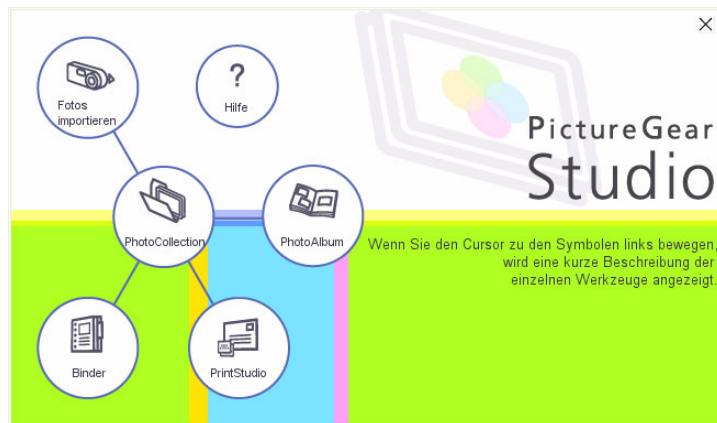 Fotos
importieren
?
Hilfe
PictureGear
Studio
PhotoCollection
PhotoAlbum
Wenn Sie den Cursor zu den Symbolen links bewegen,
wird eine kurze Beschreibung der
einzelnen Werkzeuge angezeigt.
Binder
PrintStudio